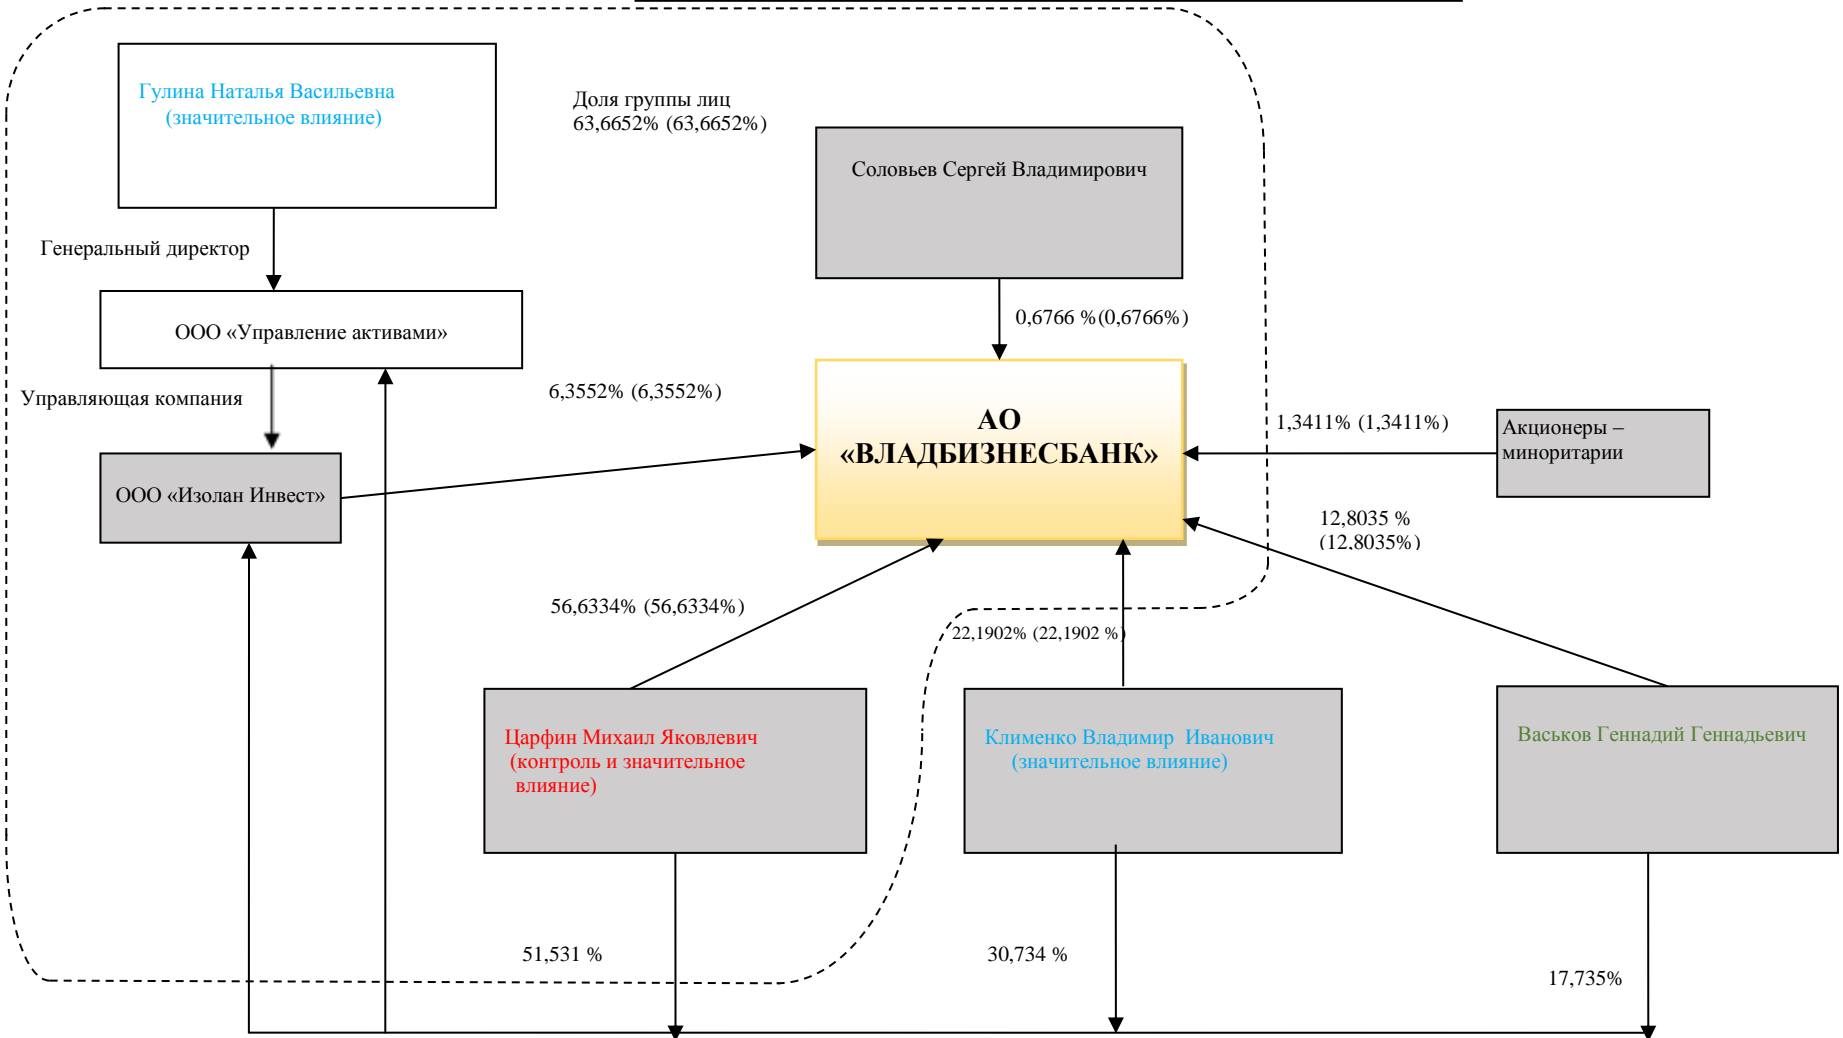 Гулина Наталья Васильевна
(значительное влияние)
Доля группы лиц
63,6652% (63,6652%)
Соловьев Сергей Владимирович
Генеральный директор
0,6766 %(0,6766%)
ООО «Управление активами»
Управляющая компания
6,3552% (6,3552%)
АО
«ВЛАДБИЗНЕСБАНК»
1,3411% (1,3411%)
Акционеры –
миноритарии
ООО «Изолан Инвест»
12,8035 %
(12,8035%)
56,6334% (56,6334%)
22,1902% (22,1902 %)
Царфин Михаил Яковлевич
(контроль и значительное
влияние)
Клименко Владимир Иванович
(значительное влияние)
Васьков Геннадий Геннадьевич
51,531 %
30,734 %
17,735%